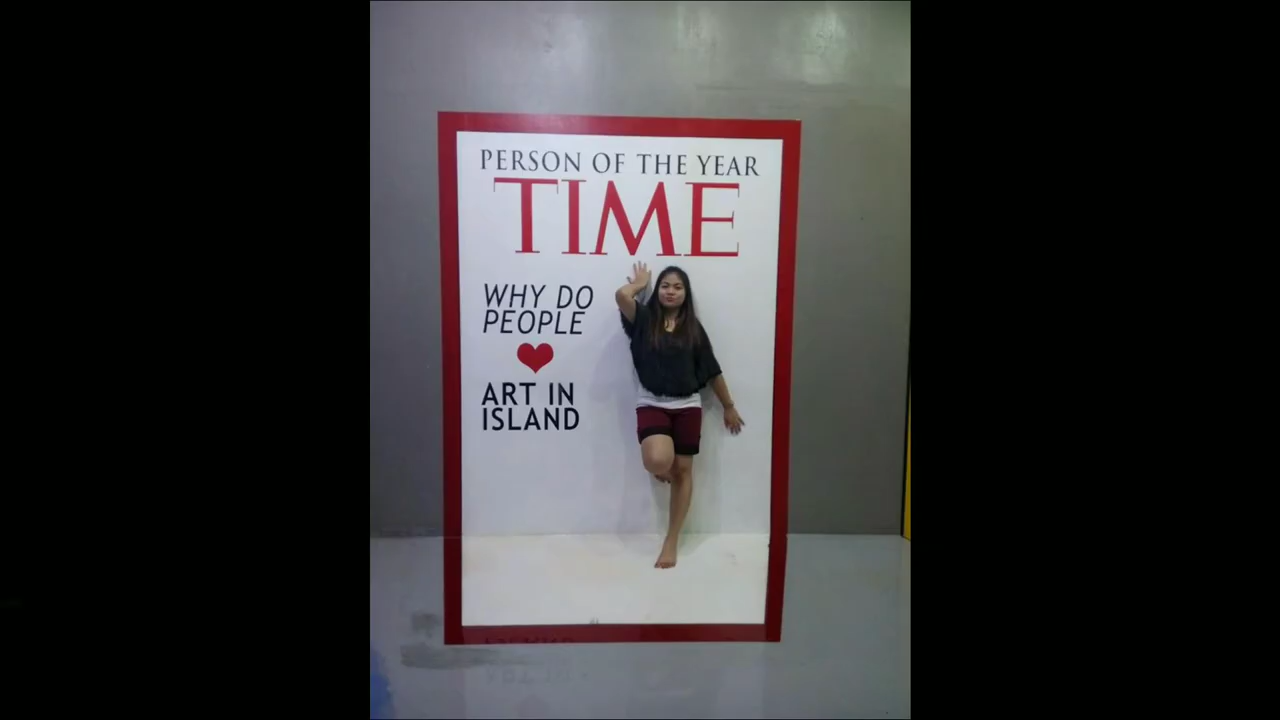 PERSON OF THE YEAR
TIME
WHY DO
PEOPLE
ART IN
ISLAND